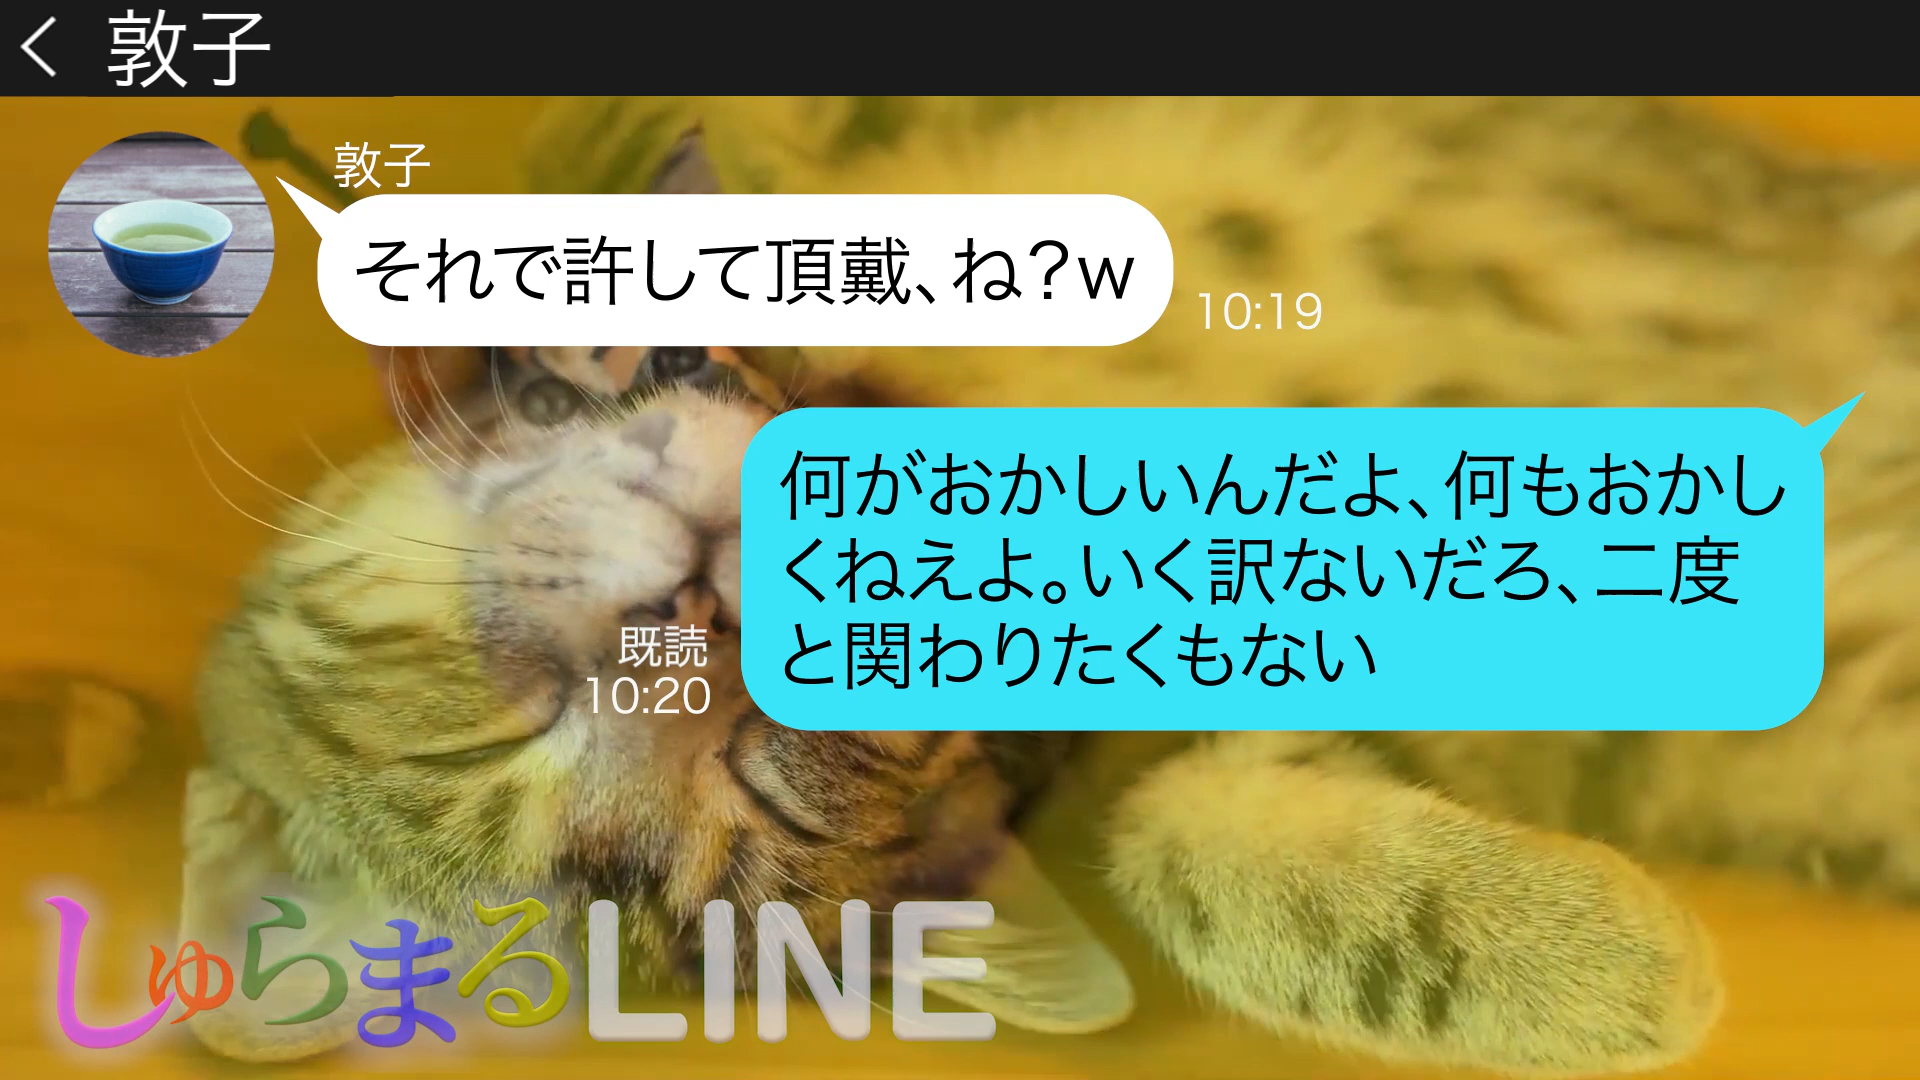 敦子
敦子
それで許して頂戴、ね？w
10:19
何がおかしいんだよ、何もおかし
くねえよ。いく訳ないだろ、二度
と関わりたくもない
既読
10:20
しゅらまるLINE